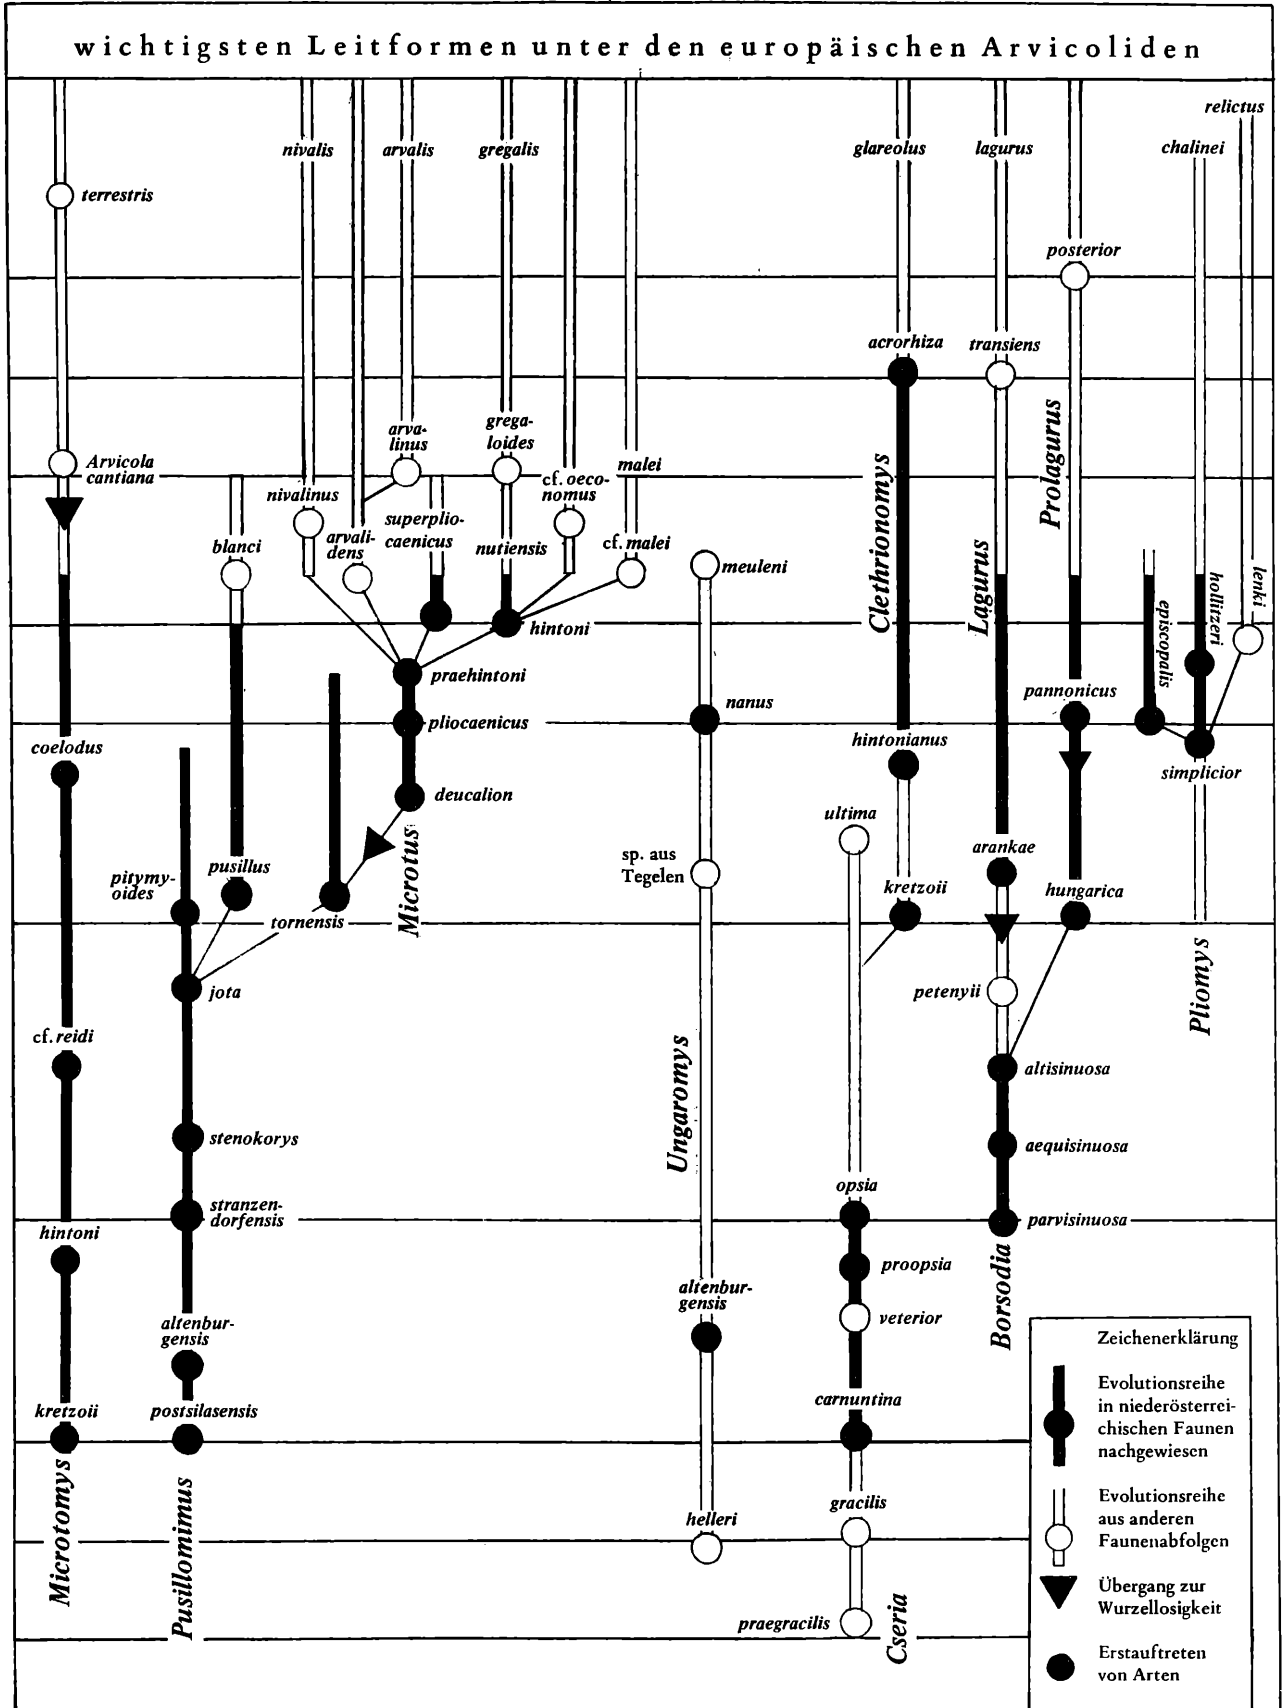 wichtigsten Leitformen unter den europäischen Arvicoliden
relictus
nivalis
arvalis
gregalis
glareolus
lagurus
chalinei
terrestris
posterior
acrorhiza
transiens
Prolagurus
arva-
linus
grega-
loides
Arvicola
cantiana
malei
cf. oeco-
nomus
nivalinus
superplio-
caenicus
arvali-
dens
blanci
nutiensis
cf. malei
meuleni
Clethrionomys
Lagurus
episcopalis
hollitzeri
lenki
hintoni
praehintoni
pannonicus
nanus
pliocaenicus
hintonianus
coelodus
simplicior
deucalion
ultima
Microtus
sp. aus
Tegelen
arankae
pitymy-
oides
pusillus
kretzoii
hungarica
tornensis
jota
petenyii
Pliomys
cf. reidi
altisinuosa
Ungaromys
stenokorys
aequisinuosa
opsia
stranzen-
dorfensis
parvisinuosa
hintoni
proopsia
Borsodia
altenbur-
gensis
veterior
altenbur-
gensis
carnuntina
kretzoii
postsilasensis
gracilis
helleri
Microtomys
Pusillomimus
praegracilis
Cseria
Zeichenerklärung
Evolutionsreihe
in niederösterrei-
chischen Faunen
nachgewiesen
Evolutionsreihe
aus anderen
Faunenabfolgen
Übergang zur
Wurzellosigkeit
Erstauftreten
von Arten